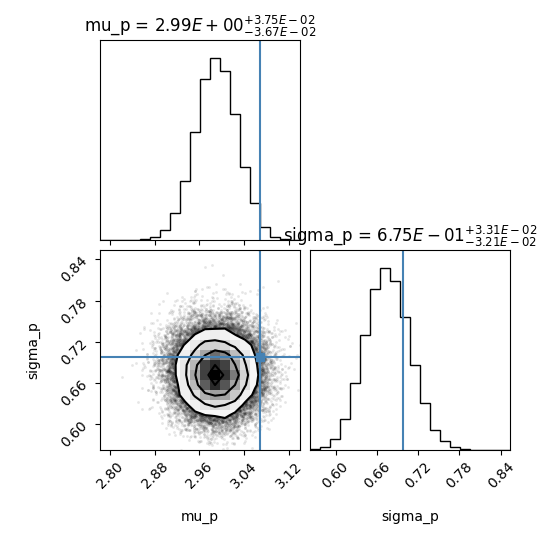 mu_p = 2.99E+00+3.75E−02−3.67E−02
sigma_p = 6.75E−01+3.31E−02−3.21E−02
0.84
0.78
0.72
0.66
0.60
sigma_p
2.80 2.88 2.96 3.04 3.12
0.60 0.66 0.72 0.78 0.84
mu_p
sigma_p